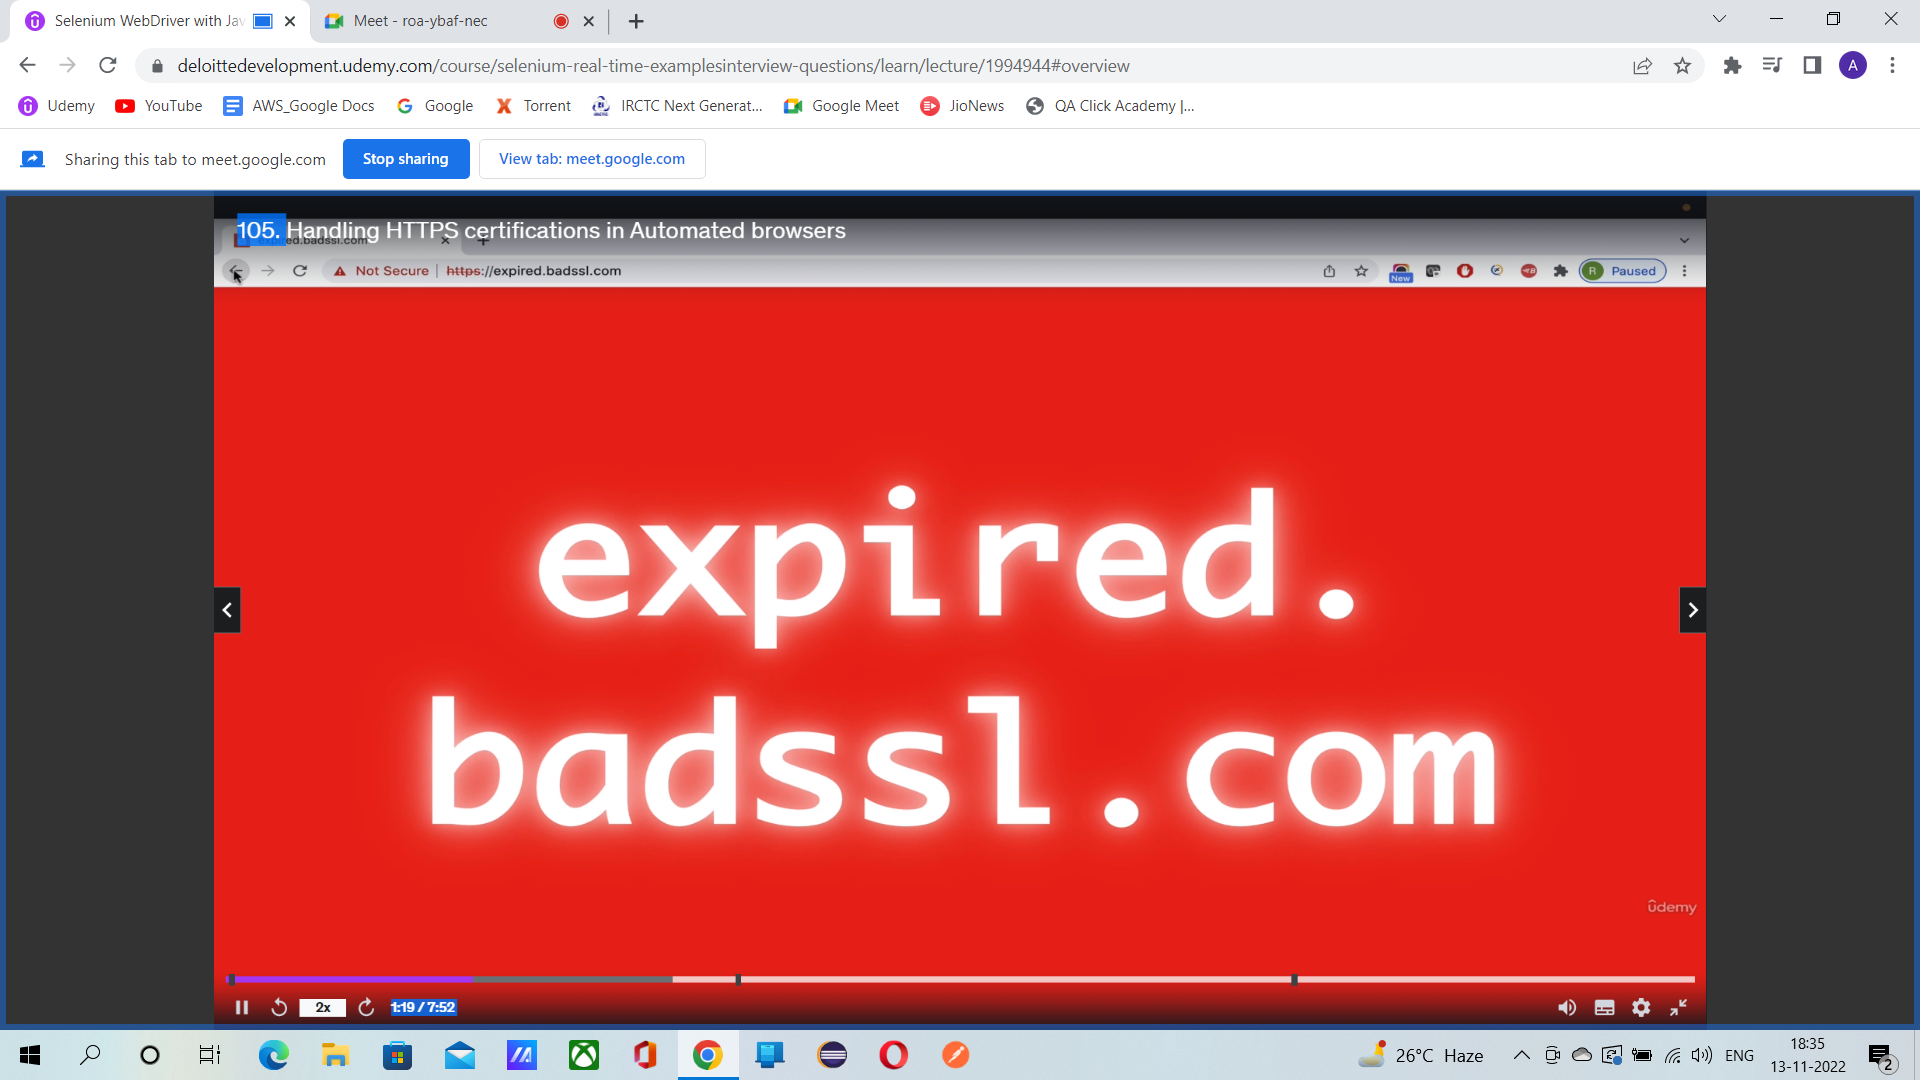 Selenium WebDriver with Jav
Meet - roa-ybaf-nec
deloittedevelopment.udemy.com/course/selenium-real-time-examplesinterview-questions/learn/lecture/1994944#overview
A
Udemy
YouTube
AWS_Google Docs
Google
Torrent
IRCTC Next Generat...
Google Meet
JioNews
QA Click Academy |...
Sharing this tab to meet.google.com
Stop sharing
View tab: meet.google.com
105. Handling HTTPS certifications in Automated browsers
expired.badssl.com
Not Secure
https://expired.badssl.com
New
R
Paused
expired.
badssl.com
ûdemy
2x
1:19 / 7:52
26°C Haze
ENG
18:35
13-11-2022
2